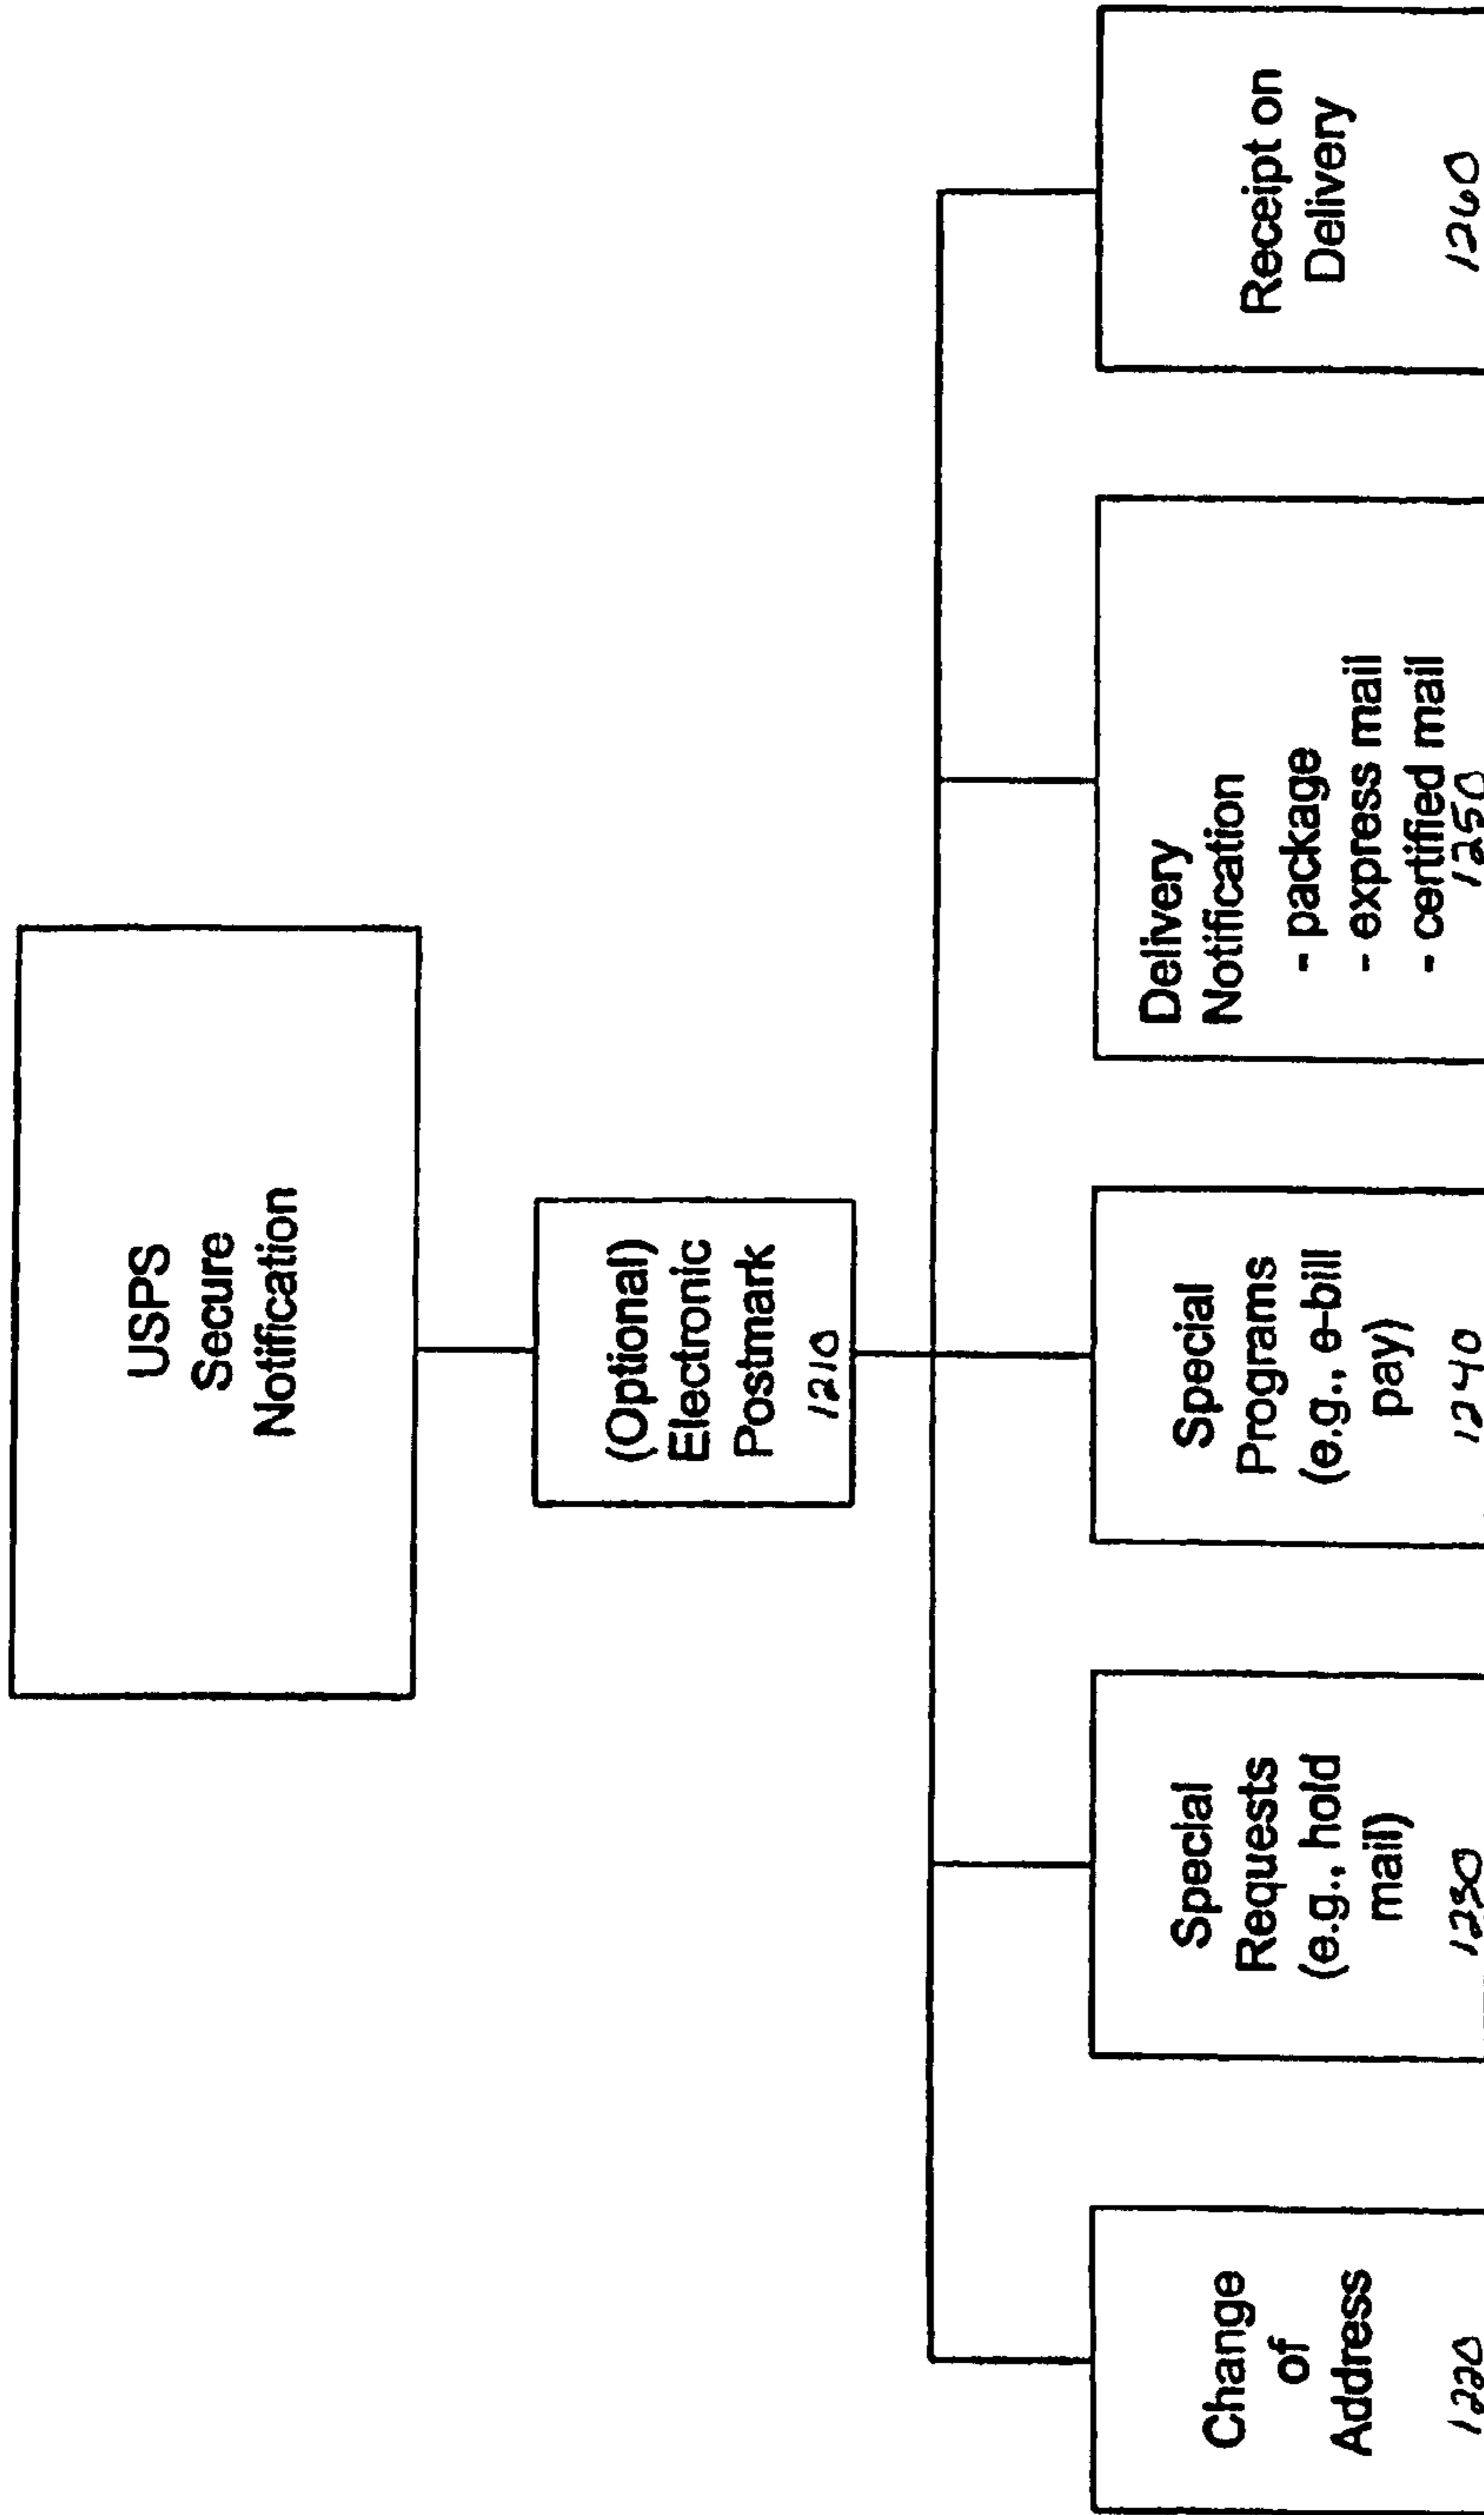 USPS
Secure
Notification
(Optional)
Electronic
Postmark
1210
Change
of
Address
1220
Special
Requests
(e.g., hold
mail)
1230
Special
Programs
(e.g., e-bill
pay)
1240
Delivery
Notification
- package
- express mail
- certified mail
1250
Receipt on
Delivery
1260